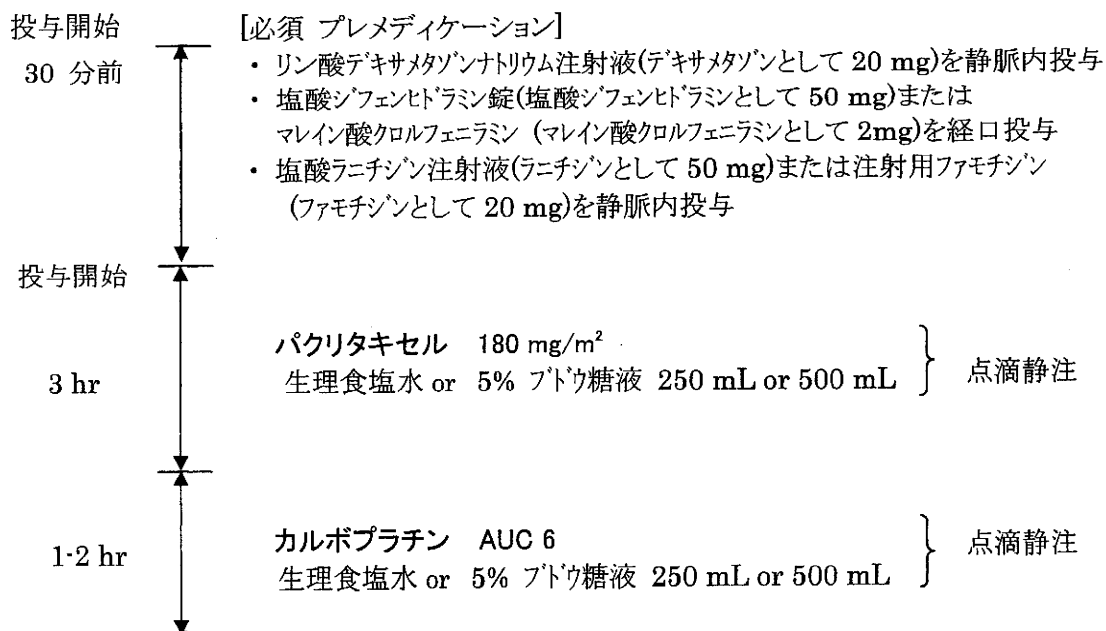 投与開始
30 分前
[必須 プレメディケーション]
・ リン酸ﾃﾞｷｻﾒﾀｿﾞﾝﾅﾄﾘｳﾑ注射液(ﾃﾞｷｻﾒﾀｿﾞﾝとして 20 mg)を静脈内投与
・ 塩酸ｼﾞﾌｪﾝﾋﾄﾞﾗﾐﾝ錠(塩酸ｼﾞﾌｪﾝﾋﾄﾞﾗﾐﾝとして 50 mg)または
マレイン酸クロルフェニラミン (マレイン酸クロルフェニラミンとして 2mg)を経口投与
・ 塩酸ﾗﾆﾁｼﾞﾝ注射液(ﾗﾆﾁｼﾞﾝとして 50 mg)または注射用ﾌｧﾓﾁｼﾞﾝ
(ﾌｧﾓﾁｼﾞﾝとして 20 mg)を静脈内投与
投与開始
3 hr
パクリタキセル 180 mg/m²
生理食塩水 or 5% ﾌﾞﾄﾞｳ糖液 250 mL or 500 mL
点滴静注
1-2 hr
カルボプラチン AUC 6
生理食塩水 or 5% ﾌﾞﾄﾞｳ糖液 250 mL or 500 mL
点滴静注